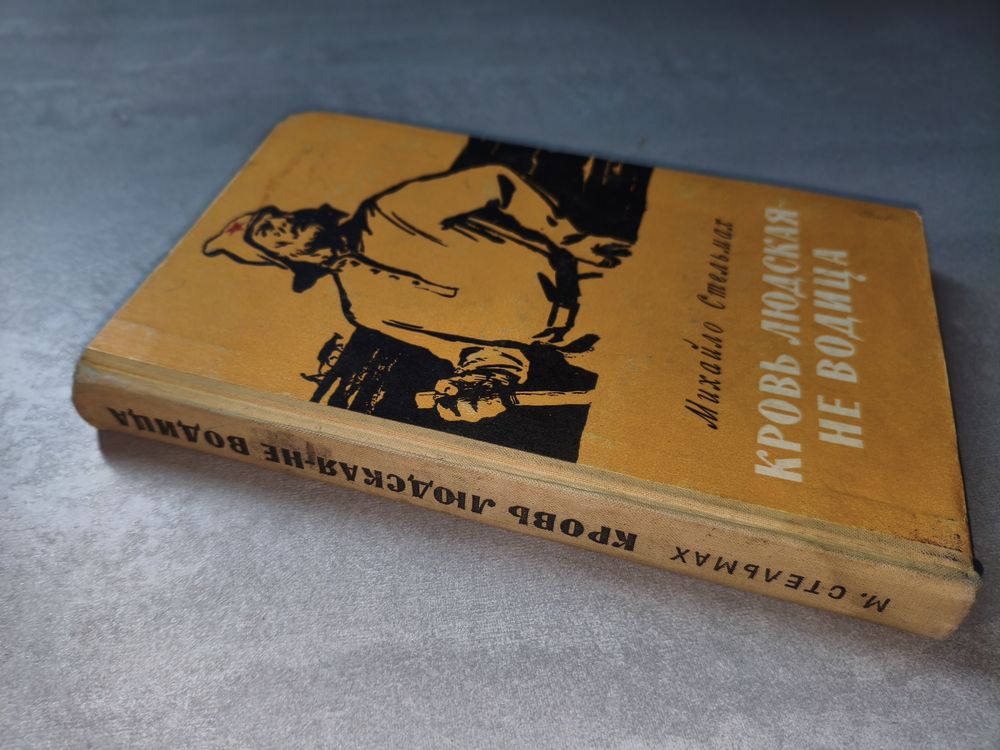 Михайло Стельмах
КРОВЬ ЛЮДСКАЯ-
НЕ ВОДИЦА
М. СТЕЛЬМАХ КРОВЬ ЛЮДСКАЯ-НЕ ВОДИЦА